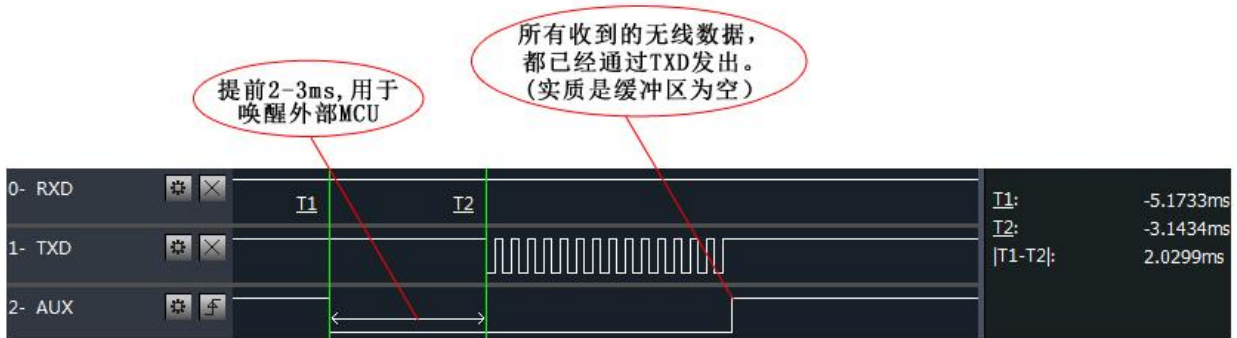 所有收到的无线数据，
都已经通过TXD发出。
(实质是缓冲区为空)
提前2-3ms,用于
唤醒外部MCU
0- RXD
T1
T2
1- TXD
2- AUX
T1: -5.1733ms
T2: -3.1434ms
|T1-T2|: 2.0299ms